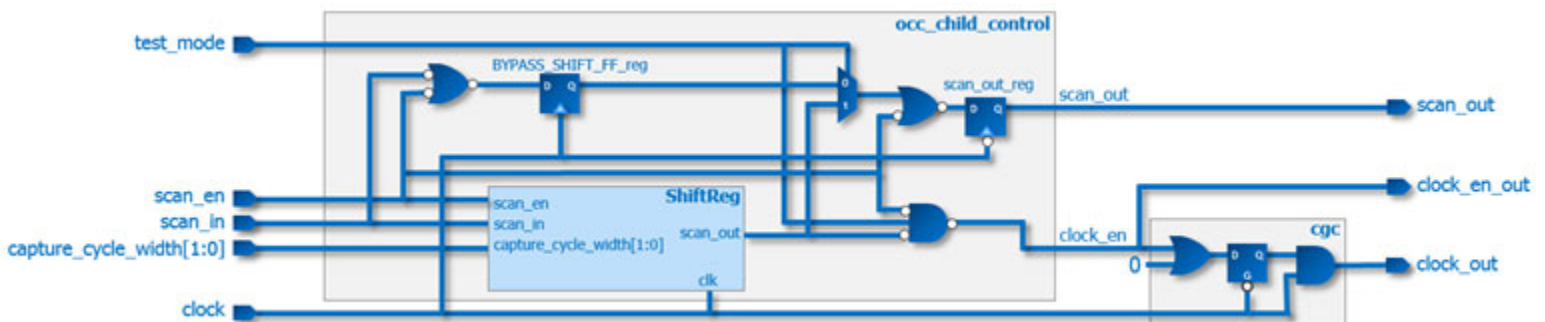 occ_child_control
test_mode
BYPASS_SHIFT_FF_reg
D Q
0
1
scan_out_reg
D Q
scan_out
scan_out
scan_en
scan_in
capture_cycle_width[1:0]
clock
ShiftReg
scan_en
scan_in
capture_cycle_width[1:0]
scan_out
clk
clock_en_out
clock_en
cgc
0
D Q
G
clock_out